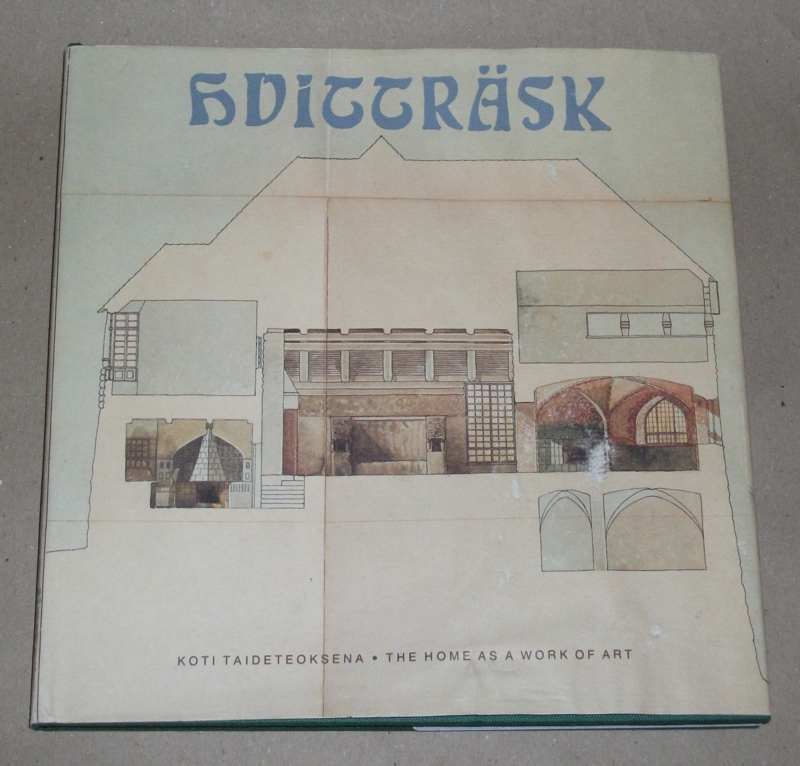 HVITTRÄSK
KOTI TAIDETEOKSENA • THE HOME AS A WORK OF ART